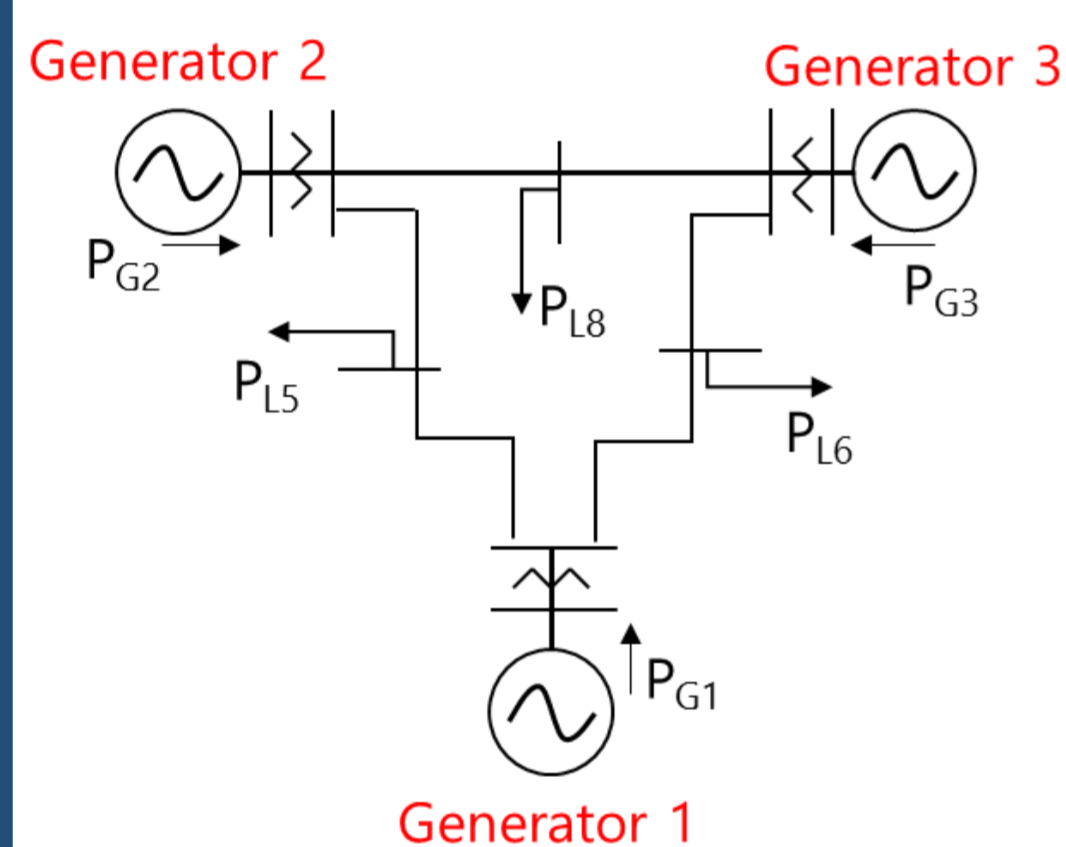 Generator 2
Generator 3
PG2
PG3
PL8
PL5
PL6
PG1
Generator 1